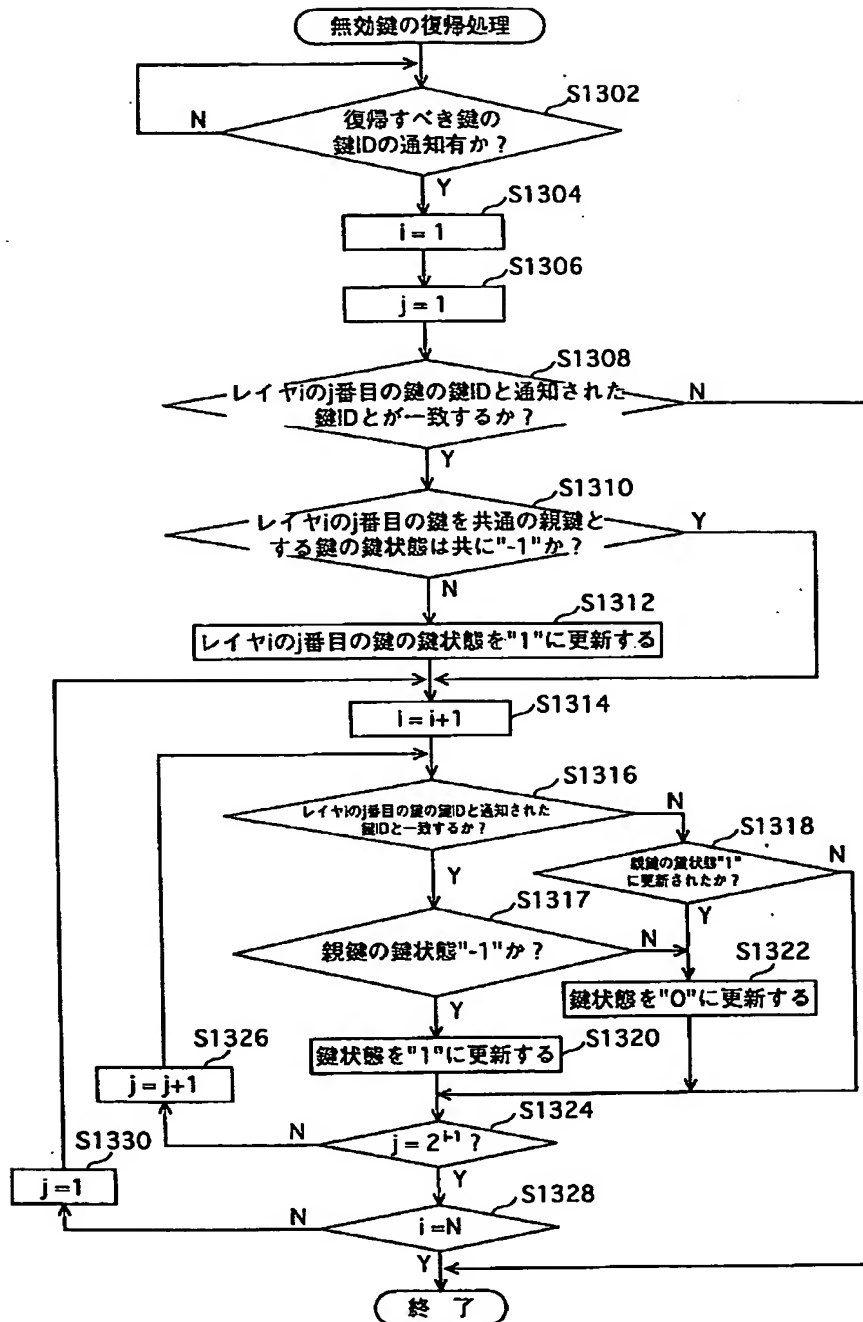 無効鍵の復帰処理
S1302
復帰すべき鍵の
鍵IDの通知有か？
N
Y
S1304
i = 1
S1306
j = 1
S1308
レイヤiのj番目の鍵の鍵IDと通知された
鍵IDとが一致するか？
N
Y
S1310
レイヤiのj番目の鍵を共通の親鍵と
する鍵の鍵状態は共に"-1"か？
Y
N
S1312
レイヤiのj番目の鍵の鍵状態を"1"に更新する
S1314
i = i+1
S1316
レイヤiのj番目の鍵の鍵IDと通知された
鍵IDと一致するか？
N
Y
S1318
親鍵の鍵状態"1"
に更新されたか？
N
Y
S1317
親鍵の鍵状態"-1"か？
N
Y
S1322
鍵状態を"0"に更新する
S1320
鍵状態を"1"に更新する
S1326
j = j+1
S1324
j = 2^{i-1} ?
N
Y
S1330
j = 1
S1328
i = N
N
Y
終 了